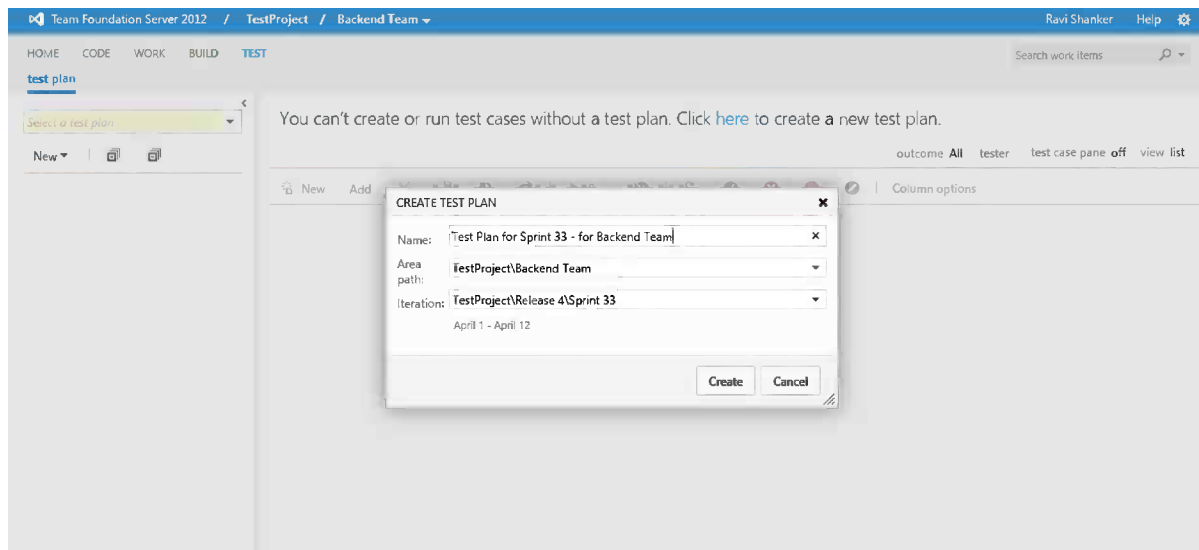 Team Foundation Server 2012 / TestProject / Backend Team
Ravi Shanker Help
HOME CODE WORK BUILD TEST
Search work items
test plan
Select a test plan
You can't create or run test cases without a test plan. Click here to create a new test plan.
New
outcome All tester test case pane off view list
New Add
Column options
CREATE TEST PLAN
Name: Test Plan for Sprint 33 - for Backend Team
Area path: TestProject\Backend Team
Iteration: TestProject\Release 4\Sprint 33
April 1 - April 12
Create Cancel